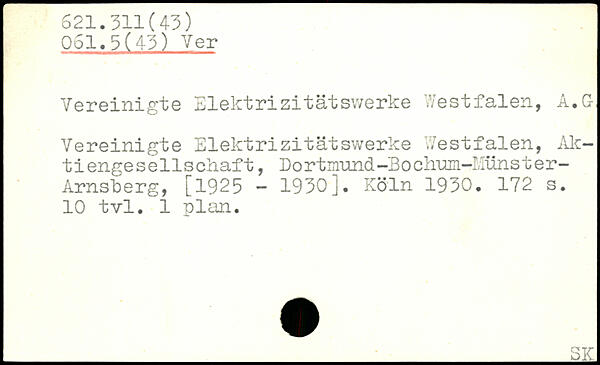 621.311(43)
061.5(43) Ver
Vereinigte Elektrizitätswerke Westfalen, A.G.
Vereinigte Elektrizitätswerke Westfalen, Ak-
tiengesellschaft, Dortmund-Bochum-Münster-
Arnsberg, [1925 - 1930]. Köln 1930. 172 s.
10 tvl. 1 plan.
SK